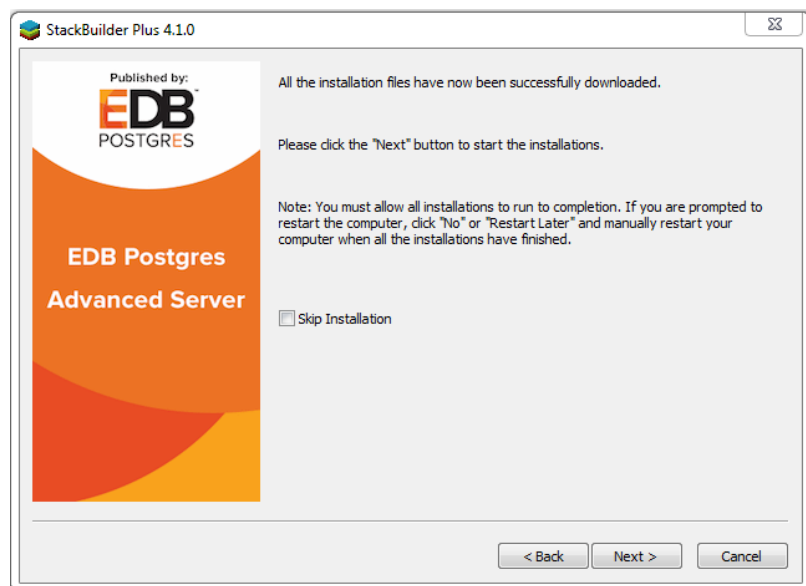 StackBuilder Plus 4.1.0
Published by:
EDB™
POSTGRES
EDB Postgres
Advanced Server
All the installation files have now been successfully downloaded.
Please click the "Next" button to start the installations.
Note: You must allow all installations to run to completion. If you are prompted to
restart the computer, click "No" or "Restart Later" and manually restart your
computer when all the installations have finished.
Skip Installation
< Back
Next >
Cancel